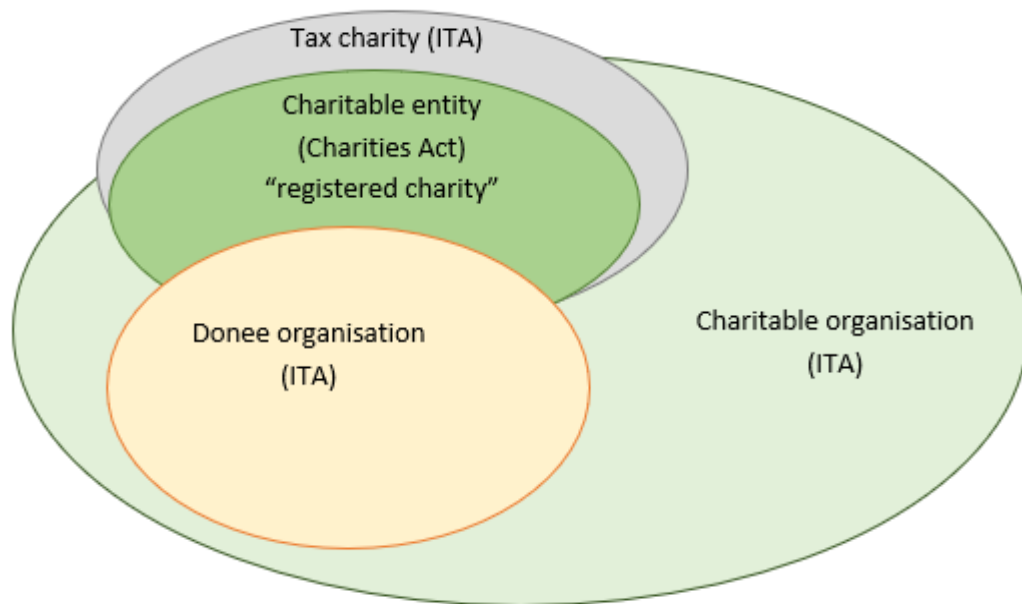 Tax charity (ITA)
Charitable entity
(Charities Act)
“registered charity”
Donee organisation
(ITA)
Charitable organisation
(ITA)